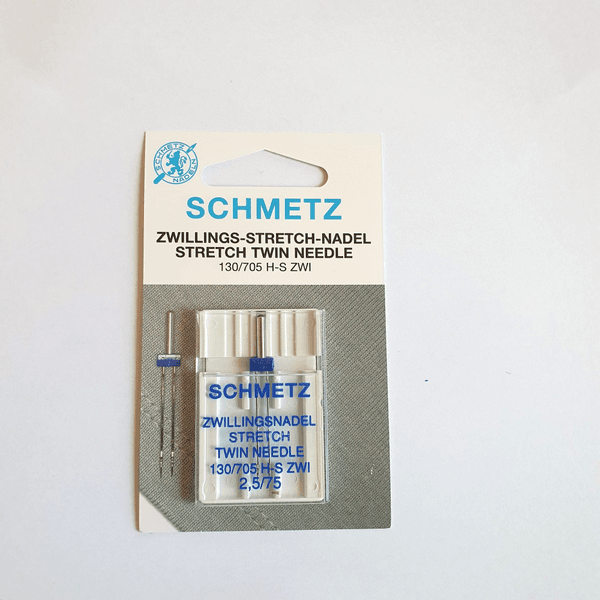 SCHMETZ
NADELN
SCHMETZ
ZWILLINGS-STRETCH-NADEL
STRETCH TWIN NEEDLE
130/705 H-S ZWI
SCHMETZ
ZWILLINGSNADEL
STRETCH
TWIN NEEDLE
130/705 H-S ZWI
2,5/75